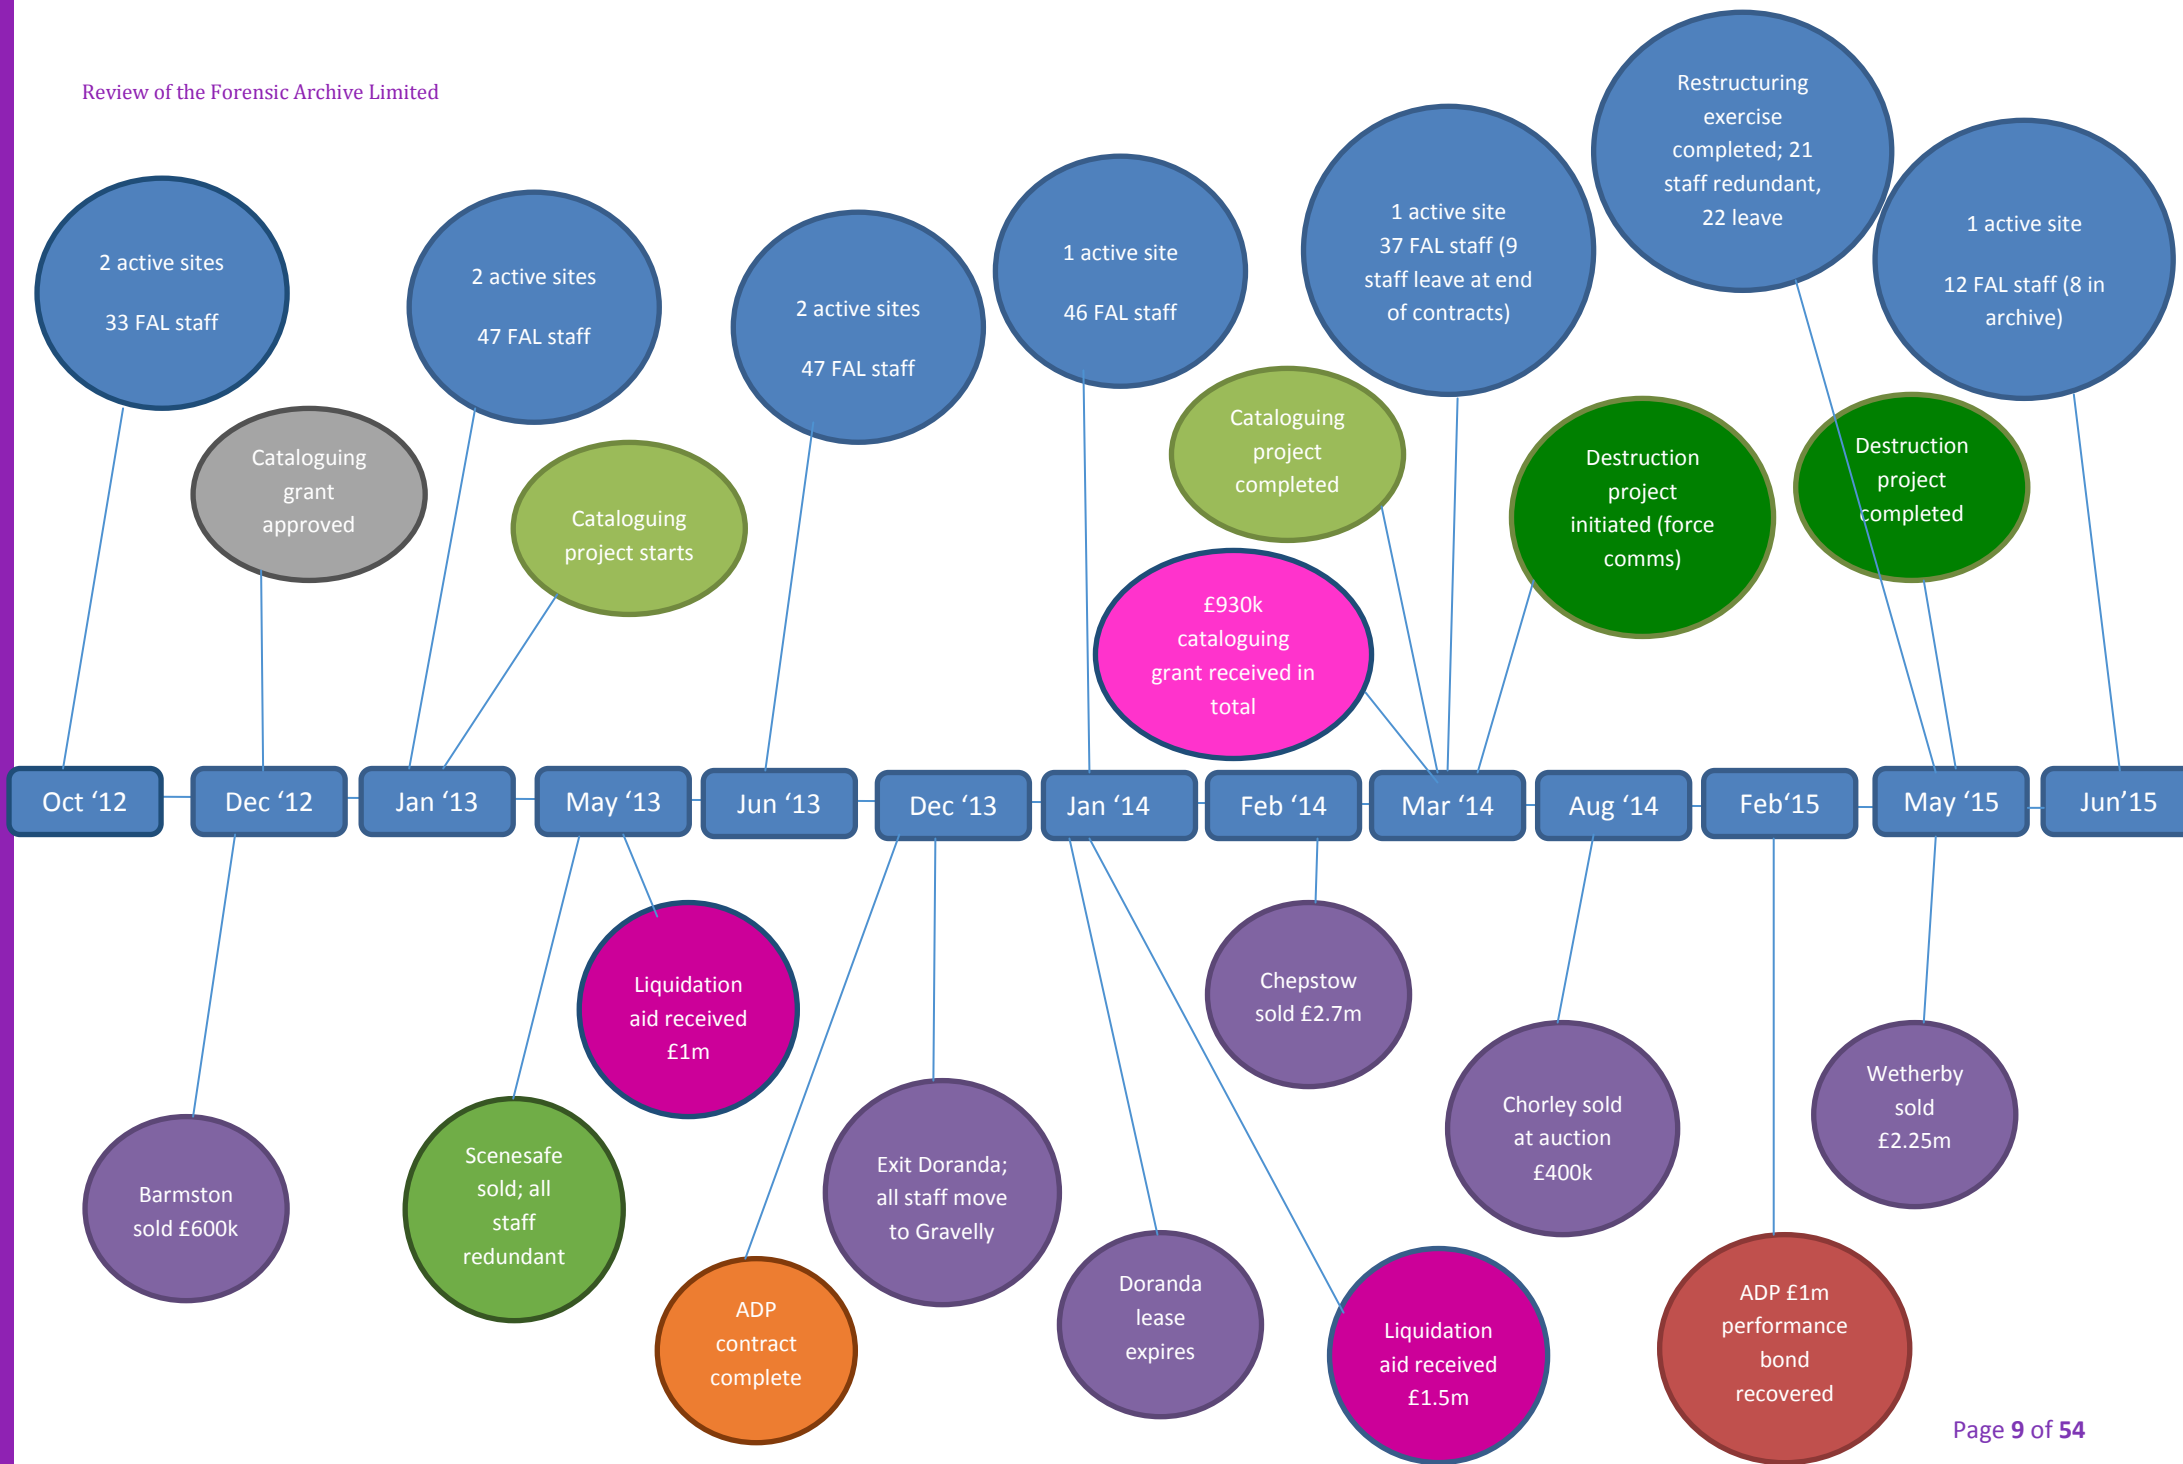 Review of the Forensic Archive Limited
2 active sites
33 FAL staff
2 active sites
47 FAL staff
2 active sites
47 FAL staff
1 active site
46 FAL staff
1 active site
37 FAL staff (9
staff leave at end
of contracts)
Restructuring
exercise
completed; 21
staff redundant,
22 leave
1 active site
12 FAL staff (8 in
archive)
Cataloguing
grant
approved
Cataloguing
project starts
Cataloguing
project
completed
£930k
cataloguing
grant received in
total
Destruction
project
initiated (force
comms)
Destruction
project
completed
Oct ‘12
Dec ‘12
Jan ‘13
May ‘13
Jun ‘13
Dec ‘13
Jan ‘14
Feb ‘14
Mar ‘14
Aug ‘14
Feb’15
May ‘15
Jun’15
Barmston
sold £600k
Scenesafe
sold; all
staff
redundant
Liquidation
aid received
£1m
ADP
contract
complete
Exit Doranda;
all staff move
to Gravelly
Doranda
lease
expires
Chepstow
sold £2.7m
Liquidation
aid received
£1.5m
Chorley sold
at auction
£400k
ADP £1m
performance
bond
recovered
Wetherby
sold
£2.25m
Page 9 of 54